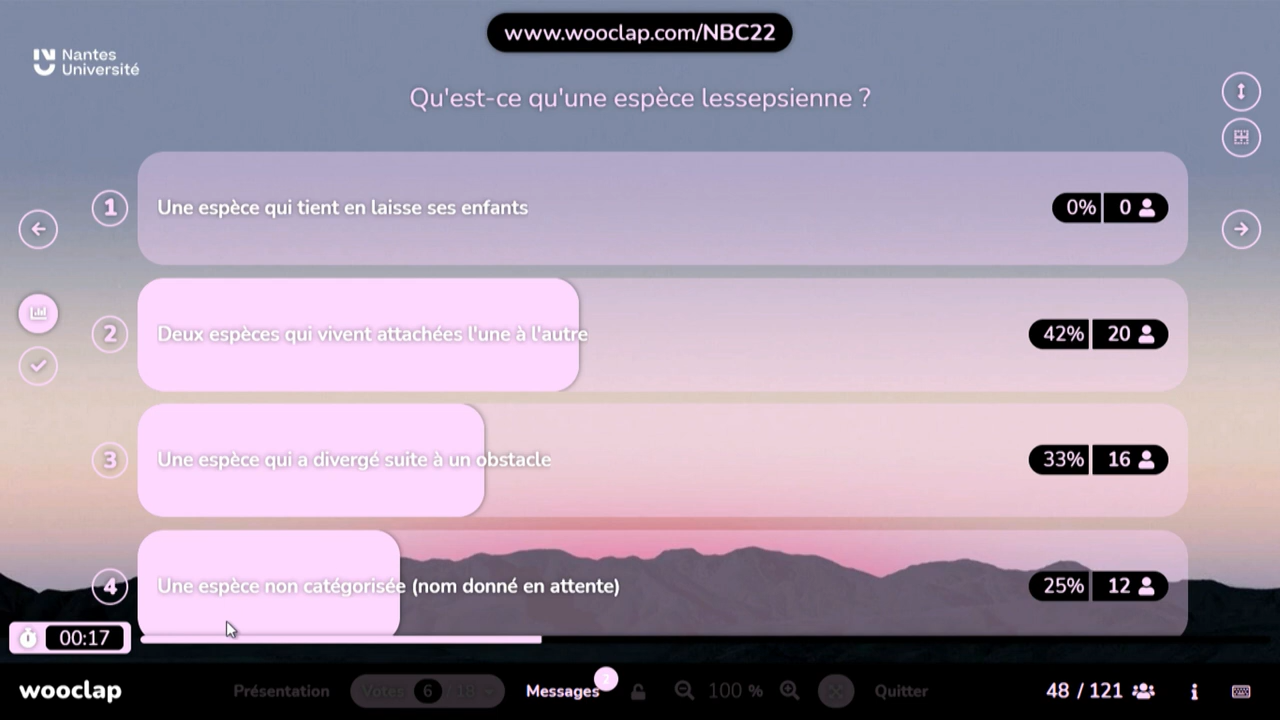 www.wooclap.com/NBC22
Nantes
Université
Qu'est-ce qu'une espèce lessepsienne ?
1
Une espèce qui tient en laisse ses enfants
0% 0
2
Deux espèces qui vivent attachées l'une à l'autre
42% 20
3
Une espèce qui a divergé suite à un obstacle
33% 16
4
Une espèce non catégorisée (nom donné en attente)
25% 12
00:17
wooclap
Présentation
Votes 6 / 18
Messages
2
100 %
Quitter
48 / 121